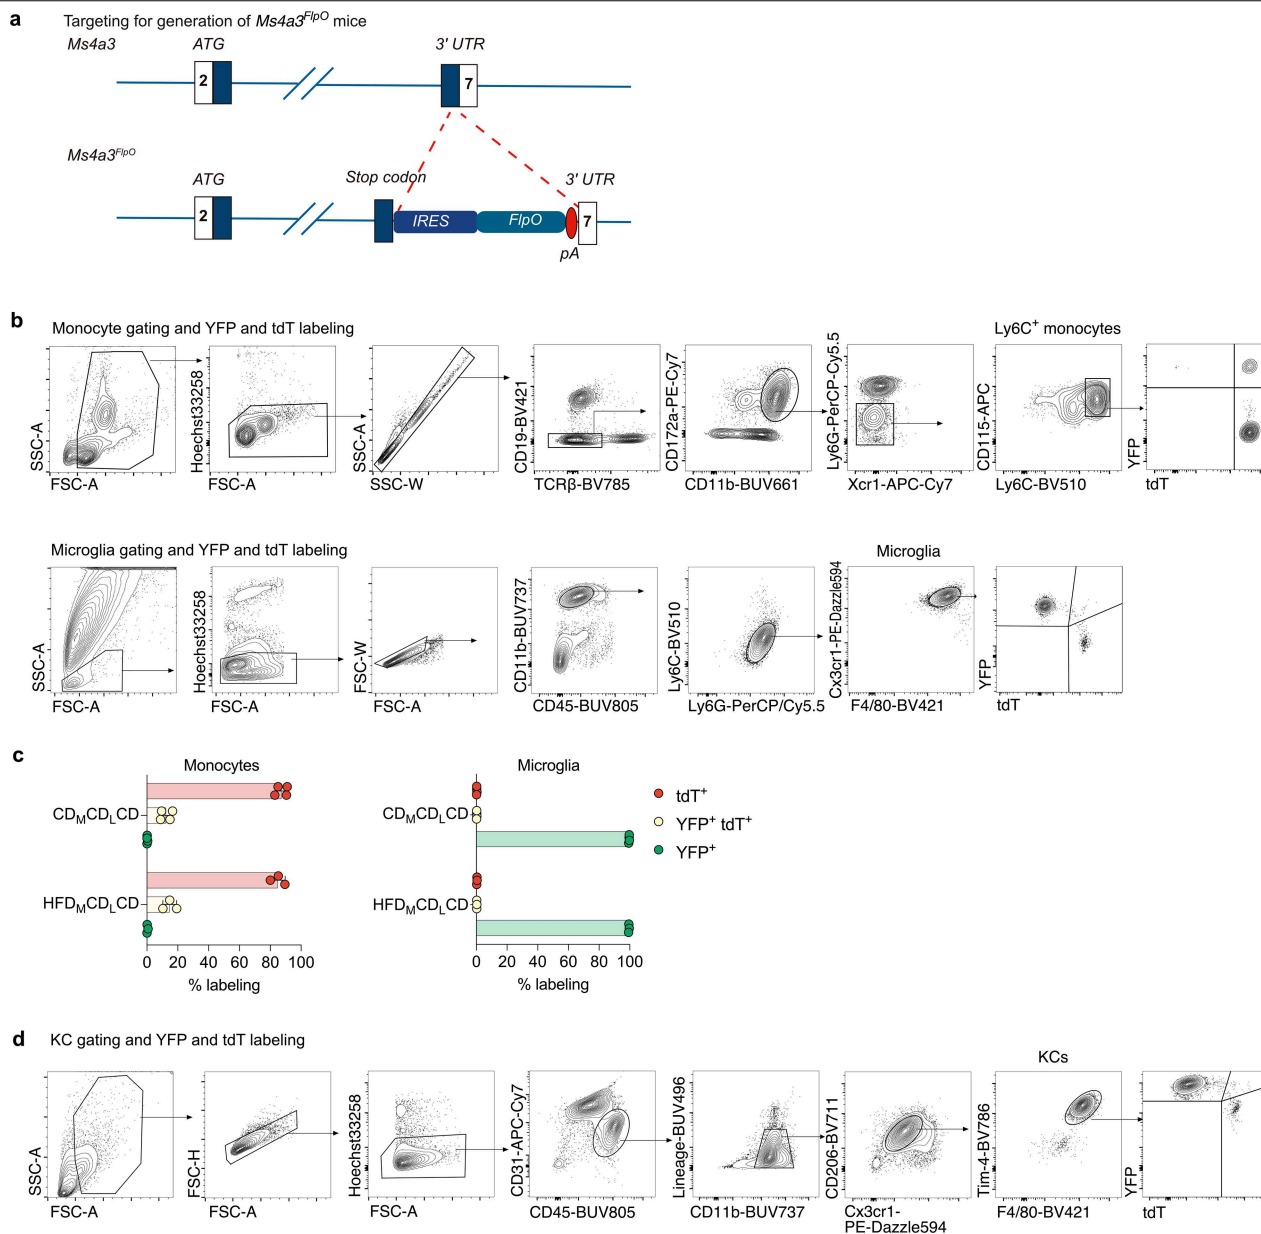 a
Targeting for generation of Ms4a3FlpO mice
Ms4a3
ATG
3' UTR
2
7
Ms4a3FlpO
ATG
Stop codon
3' UTR
2
IRES
FlpO
7
pA
b
Monocyte gating and YFP and tdT labeling
Ly6C+ monocytes
SSC-A
FSC-A
Hoechst33258
FSC-A
SSC-A
SSC-W
CD19-BV421
TCRβ-BV785
CD172a-PE-Cy7
CD11b-BUV661
Ly6G-PerCP-Cy5.5
Xcr1-APC-Cy7
CD115-APC
Ly6C-BV510
YFP
tdT
Microglia gating and YFP and tdT labeling
Microglia
SSC-A
FSC-A
Hoechst33258
FSC-A
FSC-W
FSC-A
CD11b-BUV737
CD45-BUV805
Ly6C-BV510
Ly6G-PerCP/Cy5.5
Cx3cr1-PE-Dazzle594
F4/80-BV421
YFP
tdT
c
Monocytes
CDMCDLCD
HFDMCDLCD
0 20 40 60 80 100
% labeling
Microglia
CDMCDLCD
HFDMCDLCD
0 20 40 60 80 100
% labeling
tdT+
YFP+ tdT+
YFP+
d
KC gating and YFP and tdT labeling
KCs
SSC-A
FSC-A
FSC-H
FSC-A
Hoechst33258
FSC-A
CD31-APC-Cy7
CD45-BUV805
Lineage-BUV496
CD11b-BUV737
CD206-BV711
Cx3cr1-
PE-Dazzle594
Tim-4-BV786
F4/80-BV421
YFP
tdT